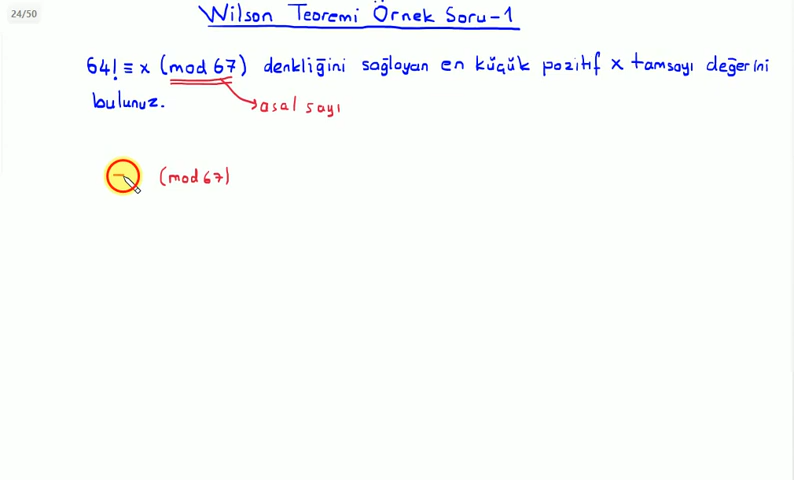 24/50
Wilson Teoremi Örnek Soru-1
64! ≡ x (mod 67) denkliğini sağlayan en küçük pozitif x tamsayı değerini
bulunuz.
asal sayı
(mod 67)